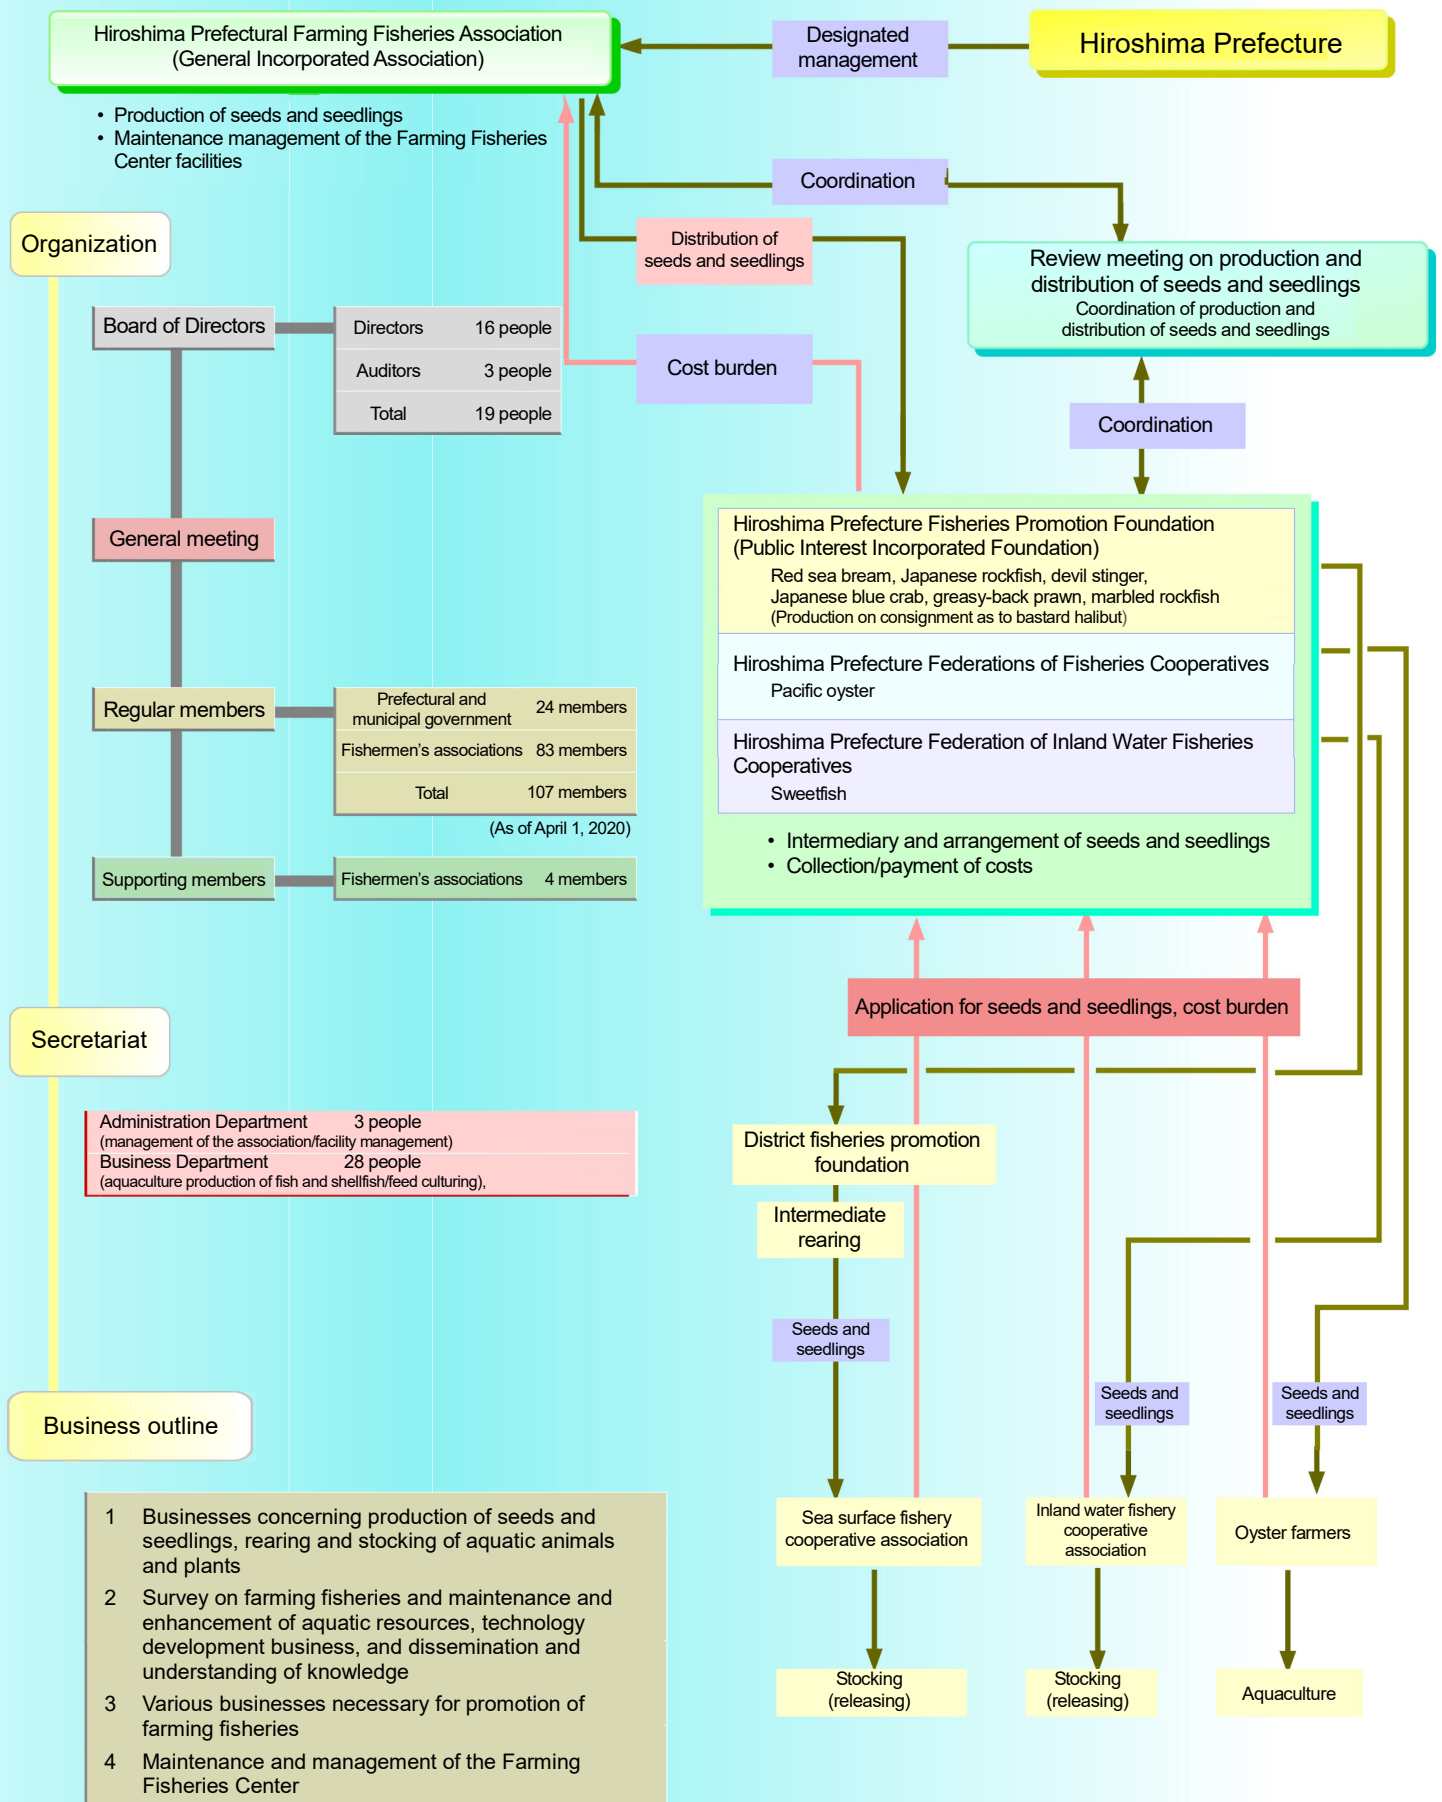 Hiroshima Prefectural Farming Fisheries Association
(General Incorporated Association)
Designated
management
Hiroshima Prefecture
• Production of seeds and seedlings
• Maintenance management of the Farming Fisheries
Center facilities
Coordination
Distribution of
seeds and seedlings
Review meeting on production and
distribution of seeds and seedlings
Coordination of production and
distribution of seeds and seedlings
Cost burden
Coordination
Organization
Board of Directors
Directors 16 people
Auditors 3 people
Total 19 people
General meeting
Regular members
Prefectural and
municipal government 24 members
Fishermen's associations 83 members
Total 107 members
(As of April 1, 2020)
Supporting members
Fishermen's associations 4 members
Hiroshima Prefecture Fisheries Promotion Foundation
(Public Interest Incorporated Foundation)
Red sea bream, Japanese rockfish, devil stinger,
Japanese blue crab, greasy-back prawn, marbled rockfish
(Production on consignment as to bastard halibut)
Hiroshima Prefecture Federations of Fisheries Cooperatives
Pacific oyster
Hiroshima Prefecture Federation of Inland Water Fisheries
Cooperatives
Sweetfish
• Intermediary and arrangement of seeds and seedlings
• Collection/payment of costs
Application for seeds and seedlings, cost burden
Secretariat
Administration Department 3 people
(management of the association/facility management)
Business Department 28 people
(aquaculture production of fish and shellfish/feed culturing),
District fisheries promotion
foundation
Intermediate
rearing
Seeds and
seedlings
Seeds and
seedlings
Seeds and
seedlings
Sea surface fishery
cooperative association
Inland water fishery
cooperative
association
Oyster farmers
Stocking
(releasing)
Stocking
(releasing)
Aquaculture
Business outline
1 Businesses concerning production of seeds and
seedlings, rearing and stocking of aquatic animals
and plants
2 Survey on farming fisheries and maintenance and
enhancement of aquatic resources, technology
development business, and dissemination and
understanding of knowledge
3 Various businesses necessary for promotion of
farming fisheries
4 Maintenance and management of the Farming
Fisheries Center